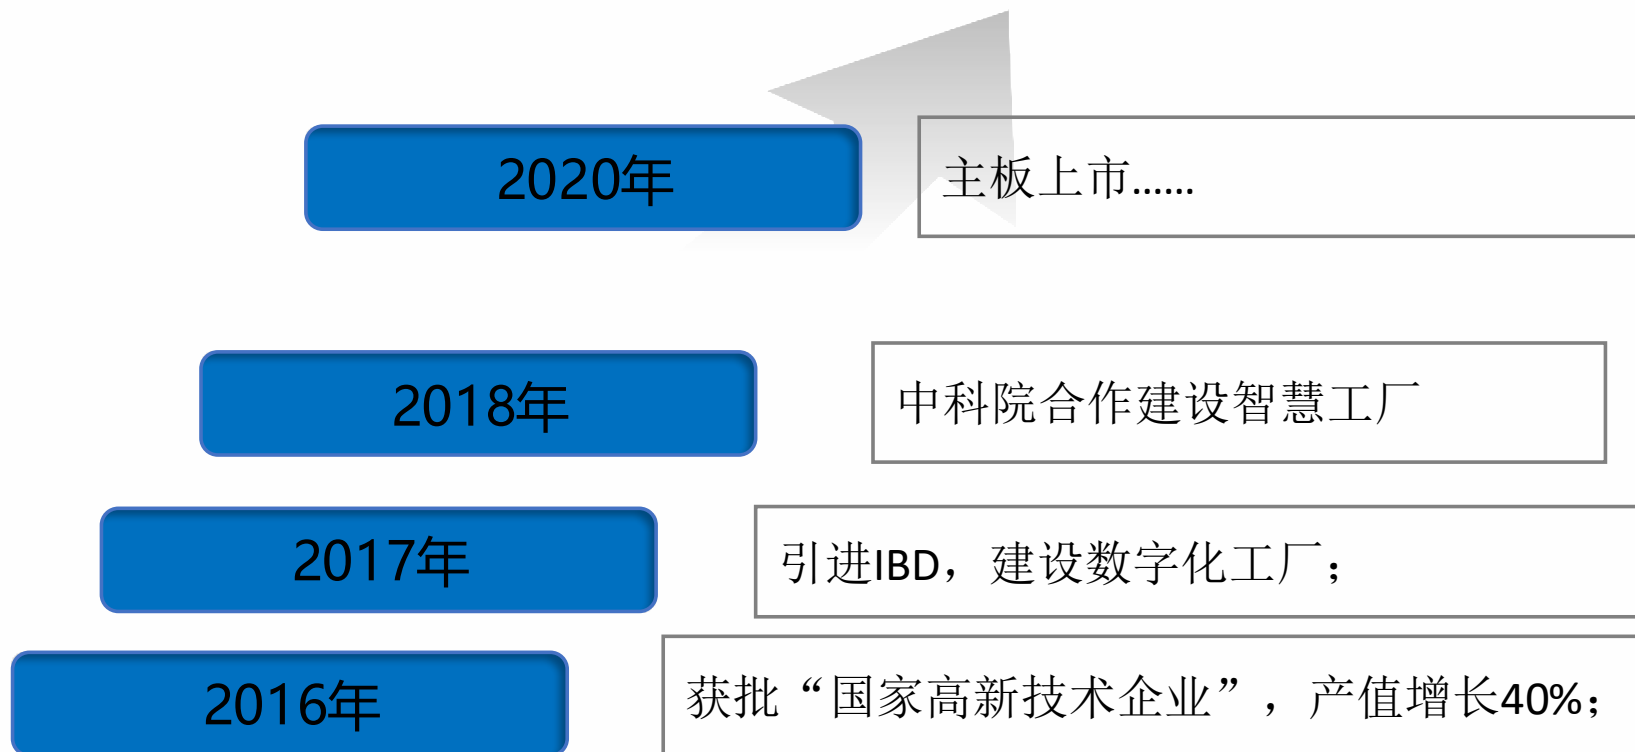 2020年
主板上市......
2018年
中科院合作建设智慧工厂
2017年
引进IBD，建设数字化工厂；
2016年
获批“国家高新技术企业”，产值增长40%；